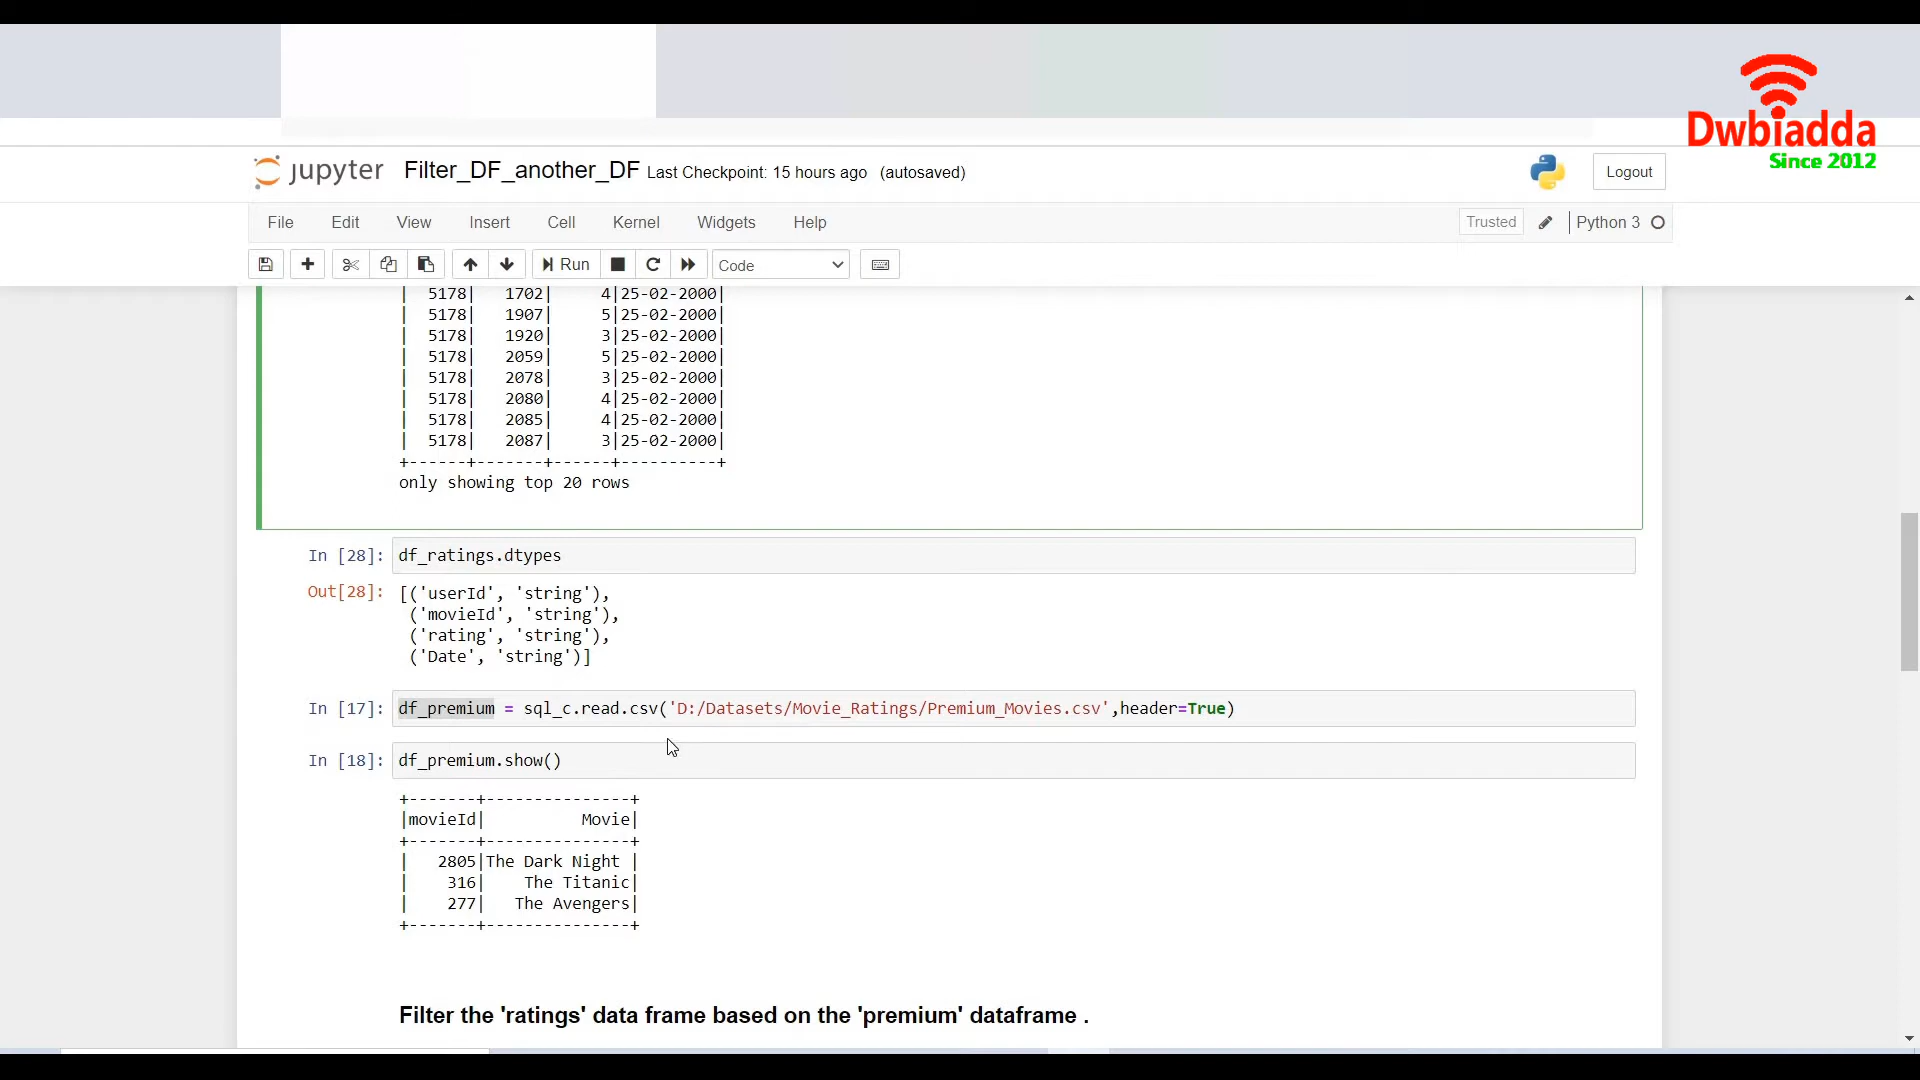 Dwbiadda
Since 2012
jupyter Filter_DF_another_DF Last Checkpoint: 15 hours ago (autosaved) Logout
File Edit View Insert Cell Kernel Widgets Help Trusted Python 3
Run Code
| 5178| 1702| 4|25-02-2000|
| 5178| 1907| 5|25-02-2000|
| 5178| 1920| 3|25-02-2000|
| 5178| 2059| 5|25-02-2000|
| 5178| 2078| 3|25-02-2000|
| 5178| 2080| 4|25-02-2000|
| 5178| 2085| 4|25-02-2000|
| 5178| 2087| 3|25-02-2000|
+------+-------+------+----------+
only showing top 20 rows
In [28]: df_ratings.dtypes
Out[28]: [('userId', 'string'),
('movieId', 'string'),
('rating', 'string'),
('Date', 'string')]
In [17]: df_premium = sql_c.read.csv('D:/Datasets/Movie_Ratings/Premium_Movies.csv',header=True)
In [18]: df_premium.show()
+-------+---------------+
|movieId| Movie|
+-------+---------------+
| 2805|The Dark Night |
| 316| The Titanic|
| 277| The Avengers|
+-------+---------------+
Filter the 'ratings' data frame based on the 'premium' dataframe .